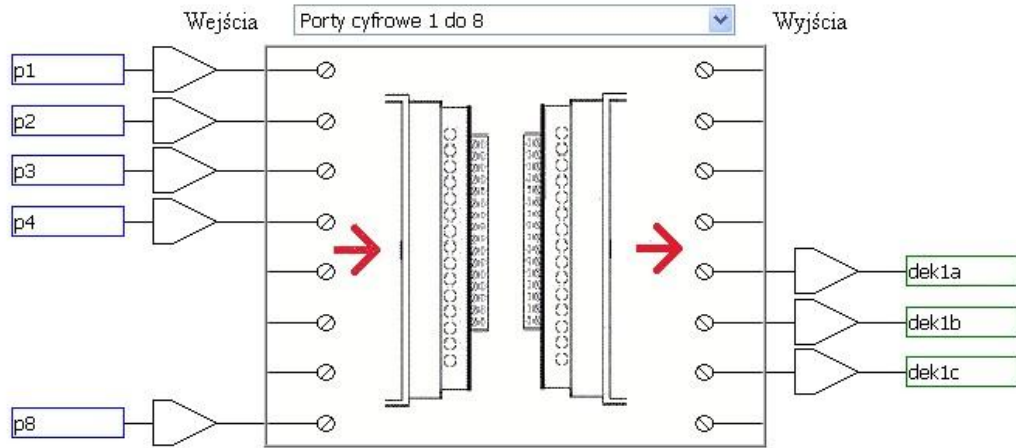 Wejścia
Porty cyfrowe 1 do 8
Wyjścia
p1
p2
p3
p4
dek1a
dek1b
dek1c
p8